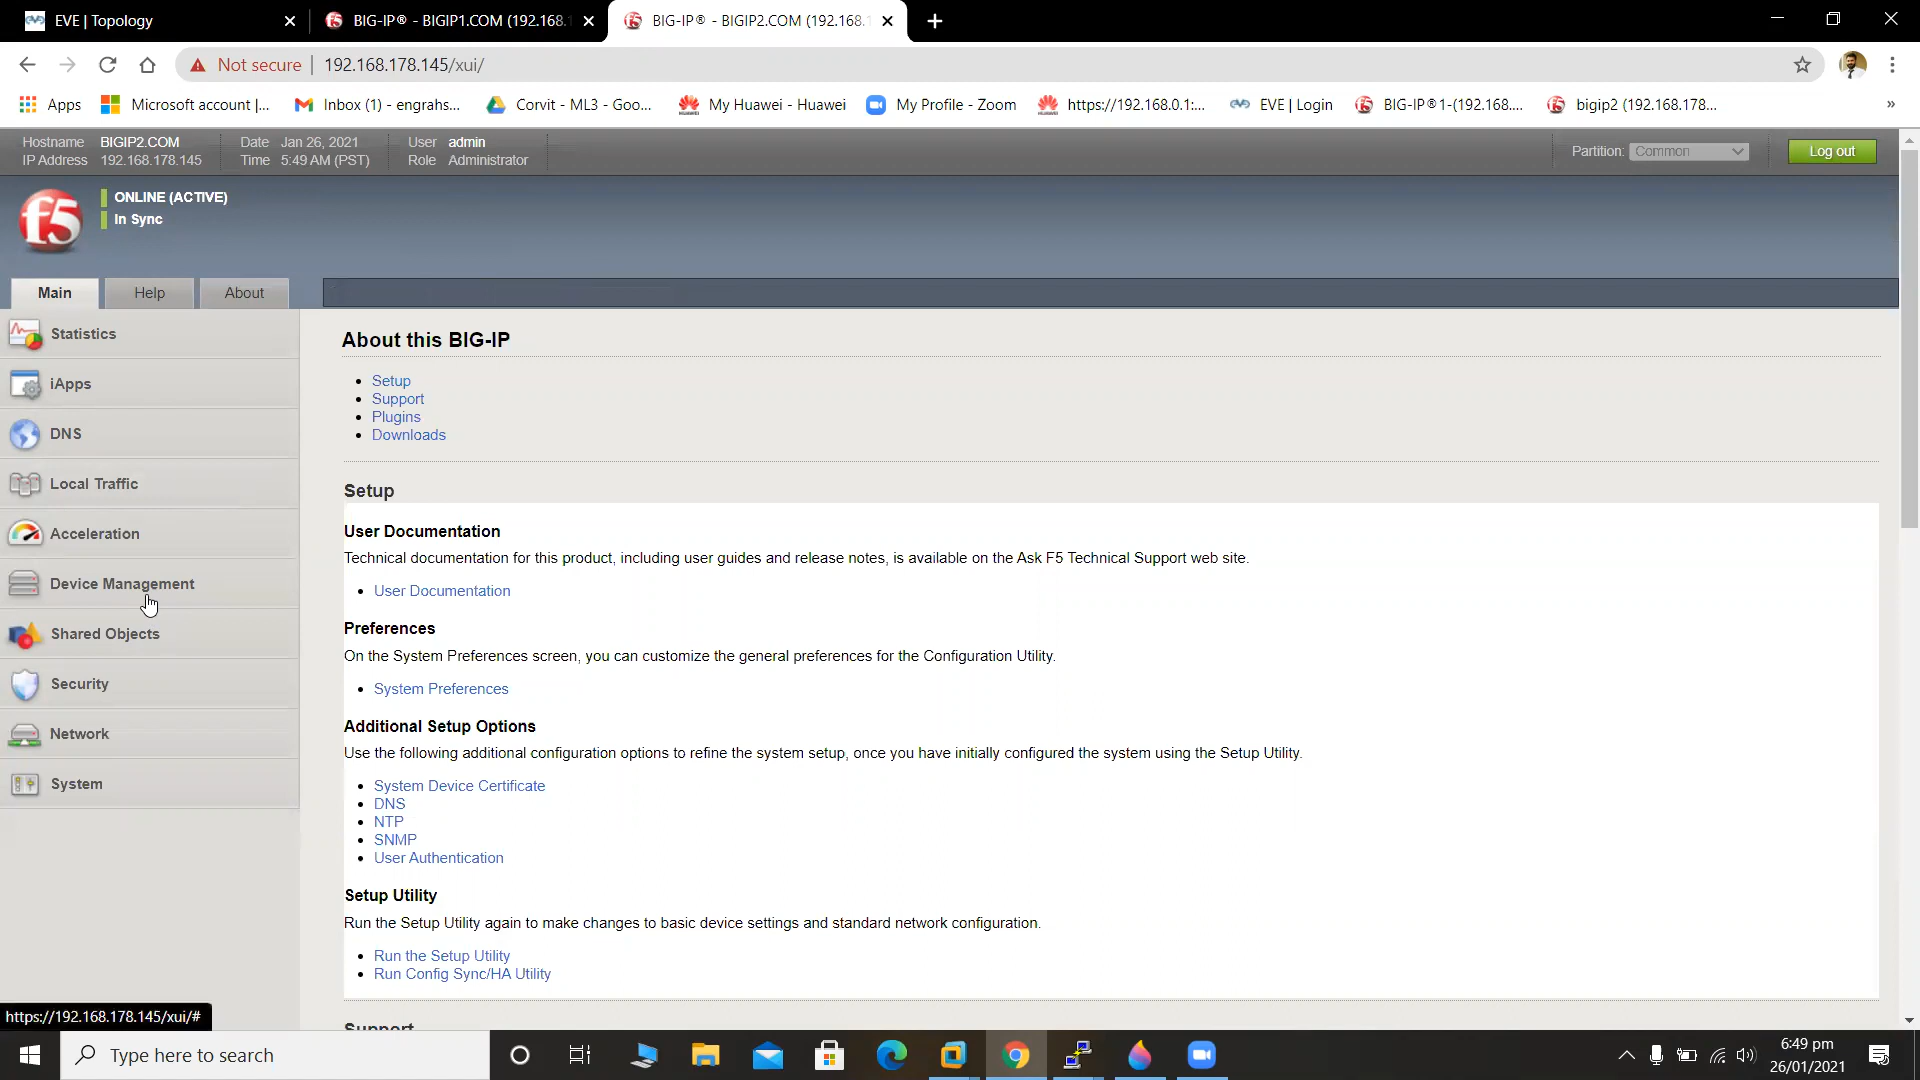 EVE | Topology
BIG-IP® - BIGIP1.COM (192.168.
BIG-IP® - BIGIP2.COM (192.168.1
Not secure
192.168.178.145/xui/
Apps
Microsoft account |...
Inbox (1) - engrahs...
Corvit - ML3 - Goo...
My Huawei - Huawei
My Profile - Zoom
https://192.168.0.1:...
EVE | Login
BIG-IP®1-(192.168....
bigip2 (192.168.178...
»
Hostname BIGIP2.COM
IP Address 192.168.178.145
Date Jan 26, 2021
Time 5:49 AM (PST)
User admin
Role Administrator
Partition: Common
Log out
f5
ONLINE (ACTIVE)
In Sync
Main
Help
About
Statistics
iApps
DNS
Local Traffic
Acceleration
Device Management
Shared Objects
Security
Network
System
About this BIG-IP
Setup
Support
Plugins
Downloads
Setup
User Documentation
Technical documentation for this product, including user guides and release notes, is available on the Ask F5 Technical Support web site.
User Documentation
Preferences
On the System Preferences screen, you can customize the general preferences for the Configuration Utility.
System Preferences
Additional Setup Options
Use the following additional configuration options to refine the system setup, once you have initially configured the system using the Setup Utility.
System Device Certificate
DNS
NTP
SNMP
User Authentication
Setup Utility
Run the Setup Utility again to make changes to basic device settings and standard network configuration.
Run the Setup Utility
Run Config Sync/HA Utility
Support
https://192.168.178.145/xui/#
Type here to search
6:49 pm
26/01/2021